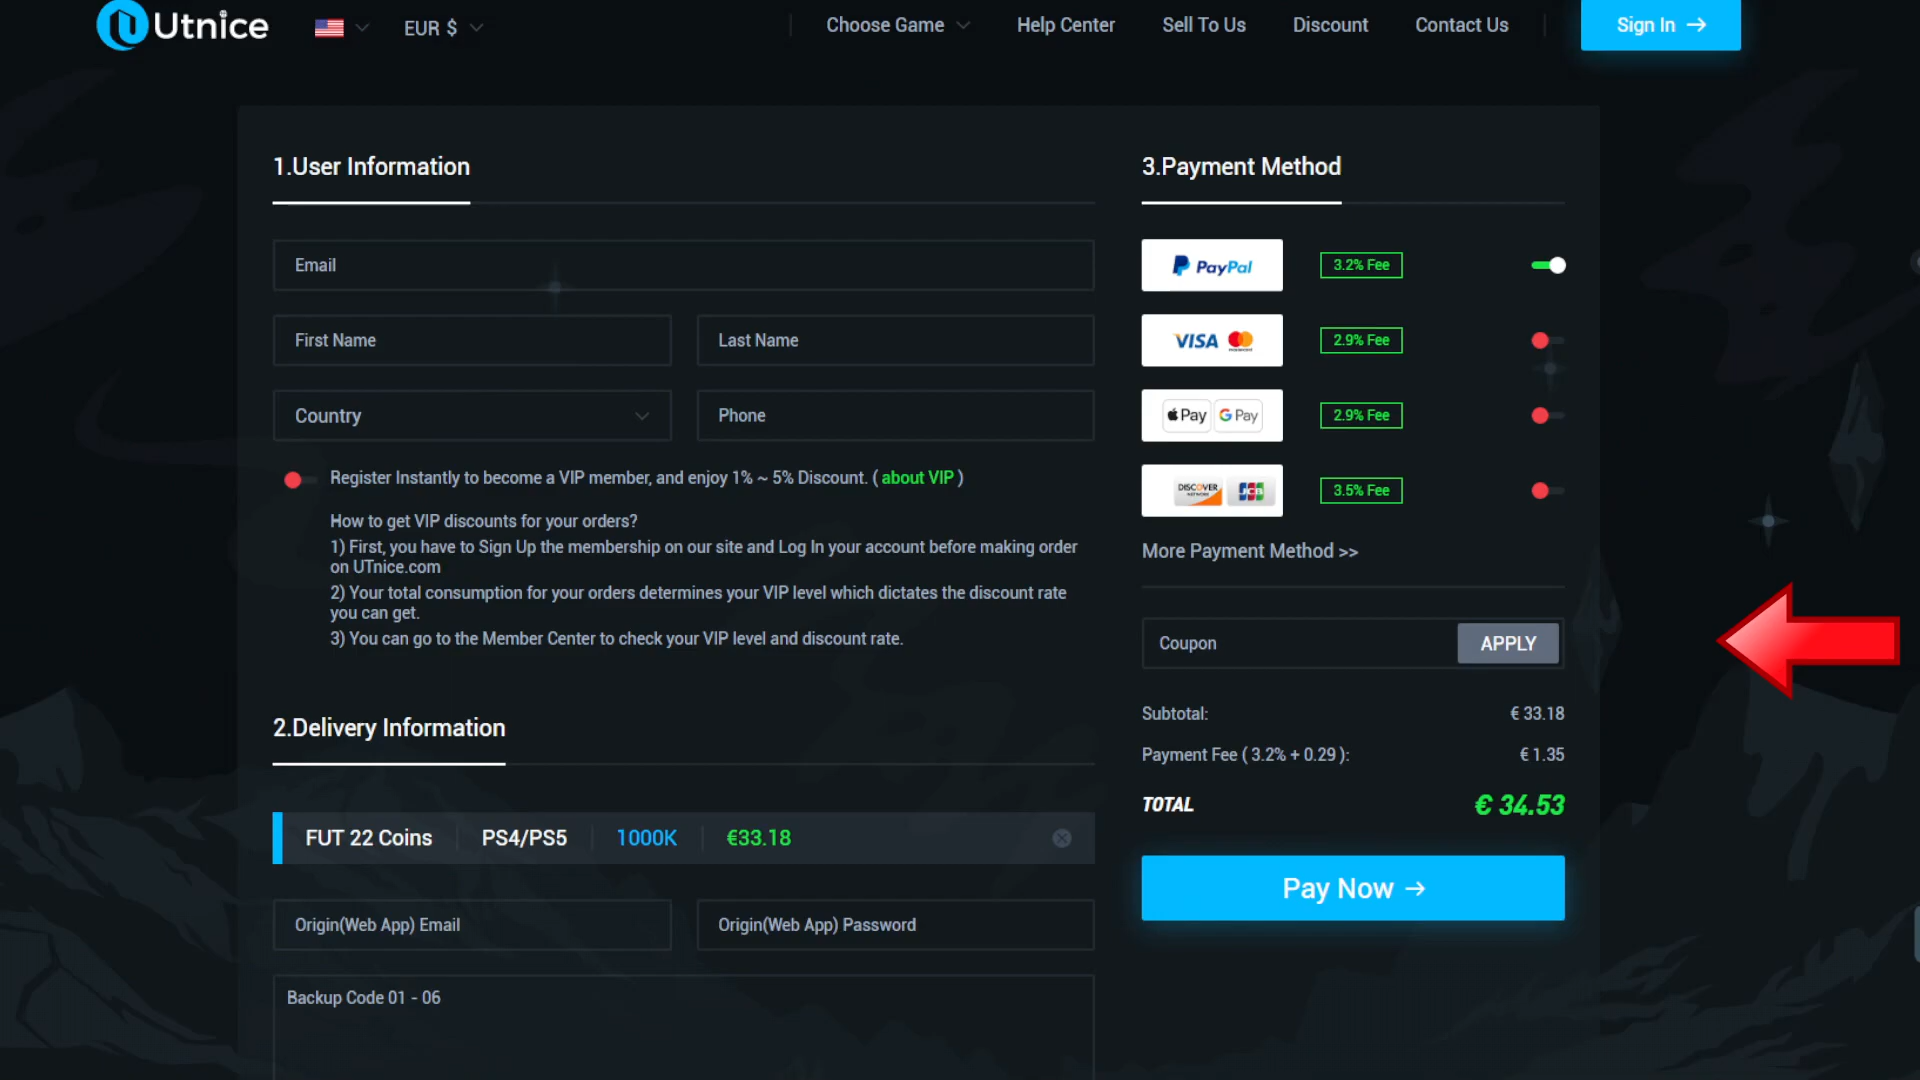 Utnice
EUR $
Choose Game
Help Center
Sell To Us
Discount
Contact Us
Sign In →
1.User Information
Email
First Name
Last Name
Country
Phone
Register Instantly to become a VIP member, and enjoy 1% ~ 5% Discount. ( about VIP )
How to get VIP discounts for your orders?
1) First, you have to Sign Up the membership on our site and Log In your account before making order
on UTnice.com
2) Your total consumption for your orders determines your VIP level which dictates the discount rate
you can get.
3) You can go to the Member Center to check your VIP level and discount rate.
2.Delivery Information
FUT 22 Coins
PS4/PS5
1000K
€33.18
Origin(Web App) Email
Origin(Web App) Password
Backup Code 01 - 06
3.Payment Method
PayPal
3.2% Fee
VISA
2.9% Fee
Pay
G Pay
2.9% Fee
DISCOVER
NETWORK
JCB
3.5% Fee
More Payment Method >>
Coupon
APPLY
Subtotal:
€ 33.18
Payment Fee ( 3.2% + 0.29 ):
€ 1.35
TOTAL
€ 34.53
Pay Now →